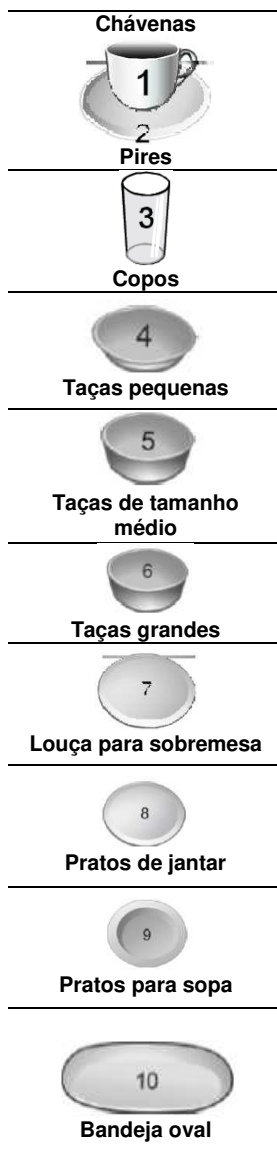 Chávenas
1
2
Pires
3
Copos
4
Taças pequenas
5
Taças de tamanho
médio
6
Taças grandes
7
Louça para sobremesa
8
Pratos de jantar
9
Pratos para sopa
10
Bandeja oval